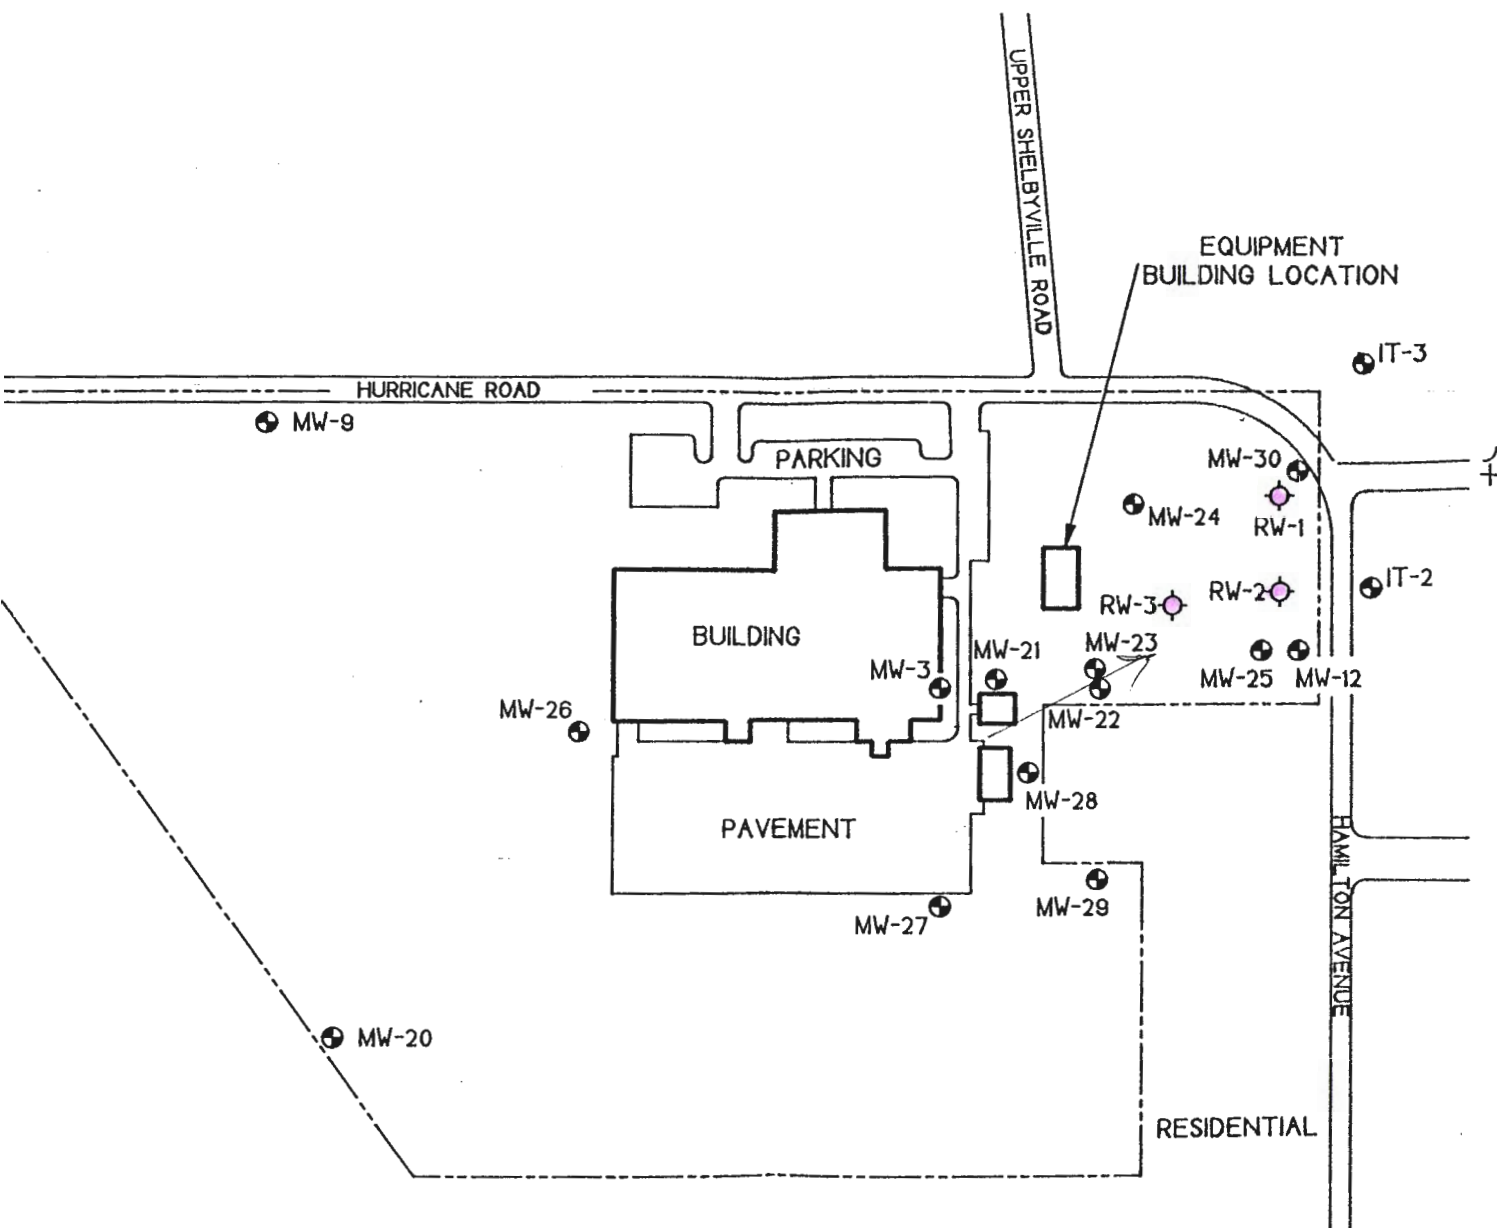 UPPER SHELBYVILLE ROAD
EQUIPMENT
BUILDING LOCATION
IT-3
HURRICANE ROAD
MW-9
PARKING
MW-30
MW-24
RW-1
IT-2
RW-2
RW-3
BUILDING
MW-23
MW-21
MW-3
MW-25
MW-12
MW-26
MW-22
MW-28
PAVEMENT
HAMILTON AVENUE
MW-29
MW-27
MW-20
RESIDENTIAL